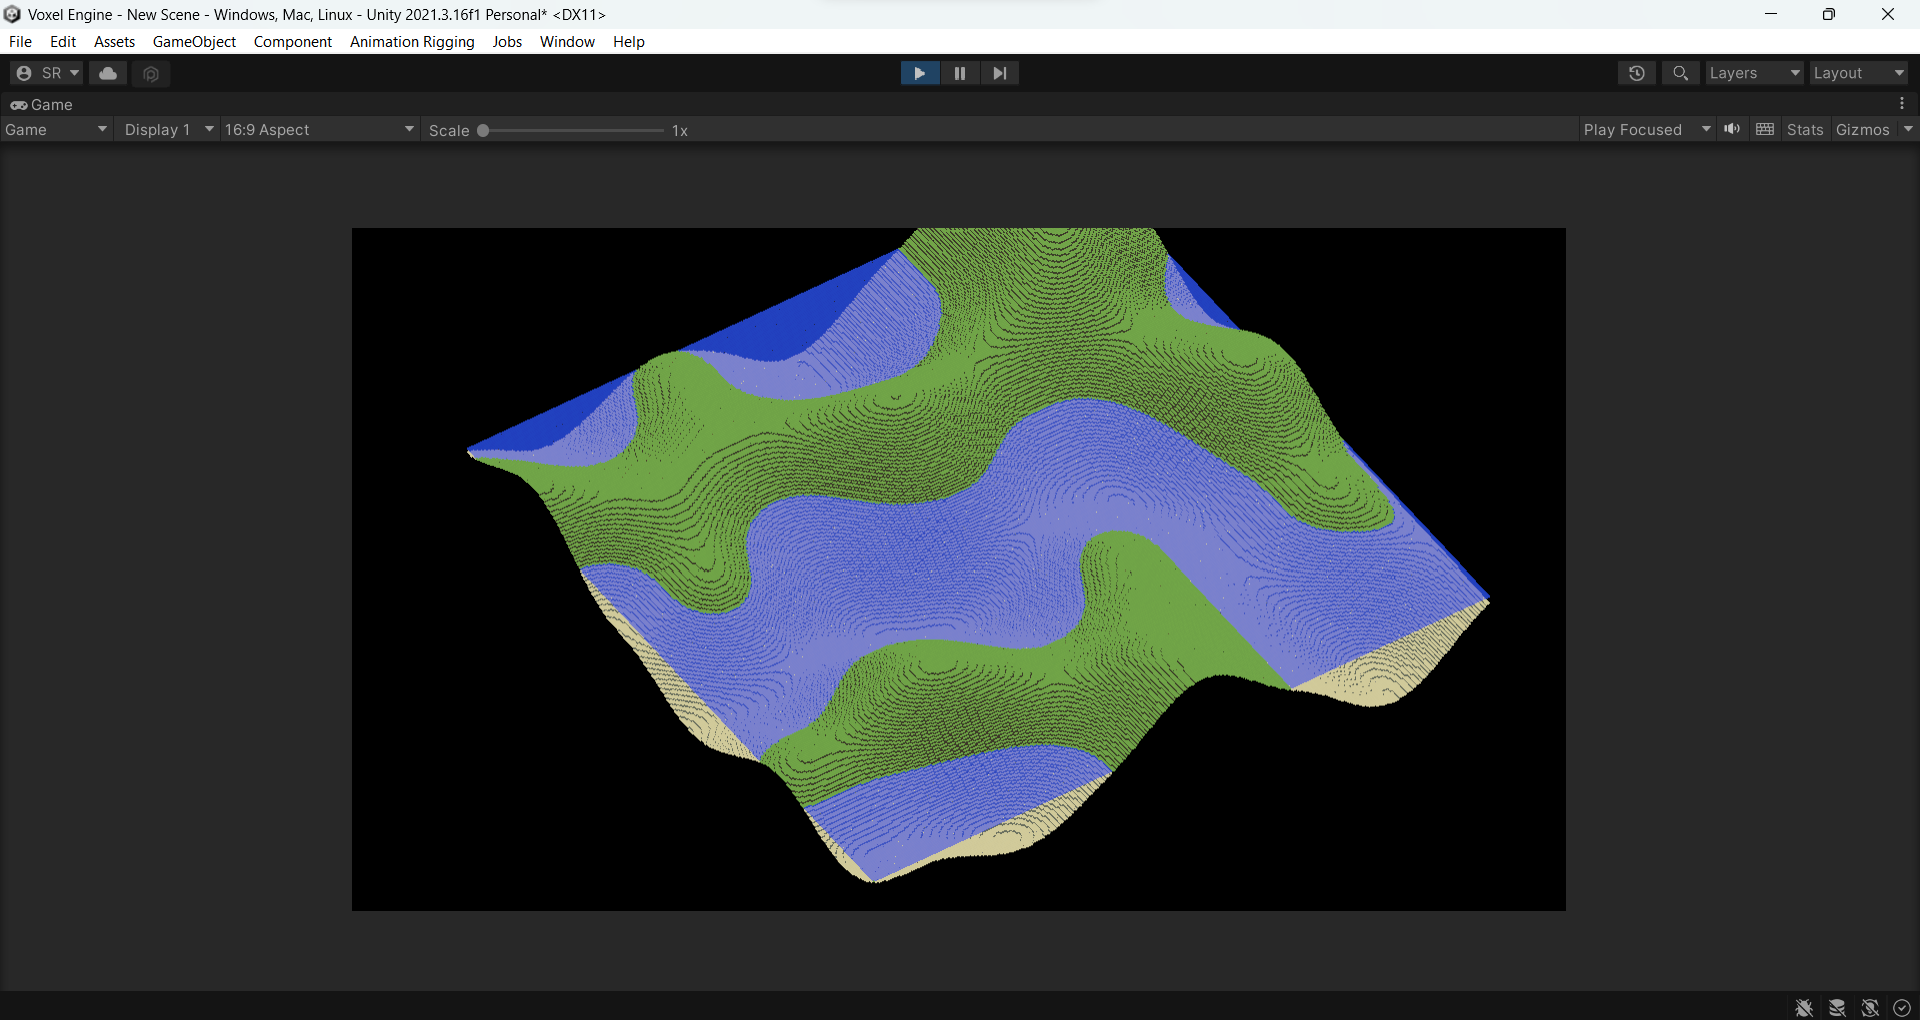 Voxel Engine - New Scene - Windows, Mac, Linux - Unity 2021.3.16f1 Personal* <DX11>
File Edit Assets GameObject Component Animation Rigging Jobs Window Help
SR Layers Layout
Game
Game Display 1 16:9 Aspect Scale 1x Play Focused Stats Gizmos